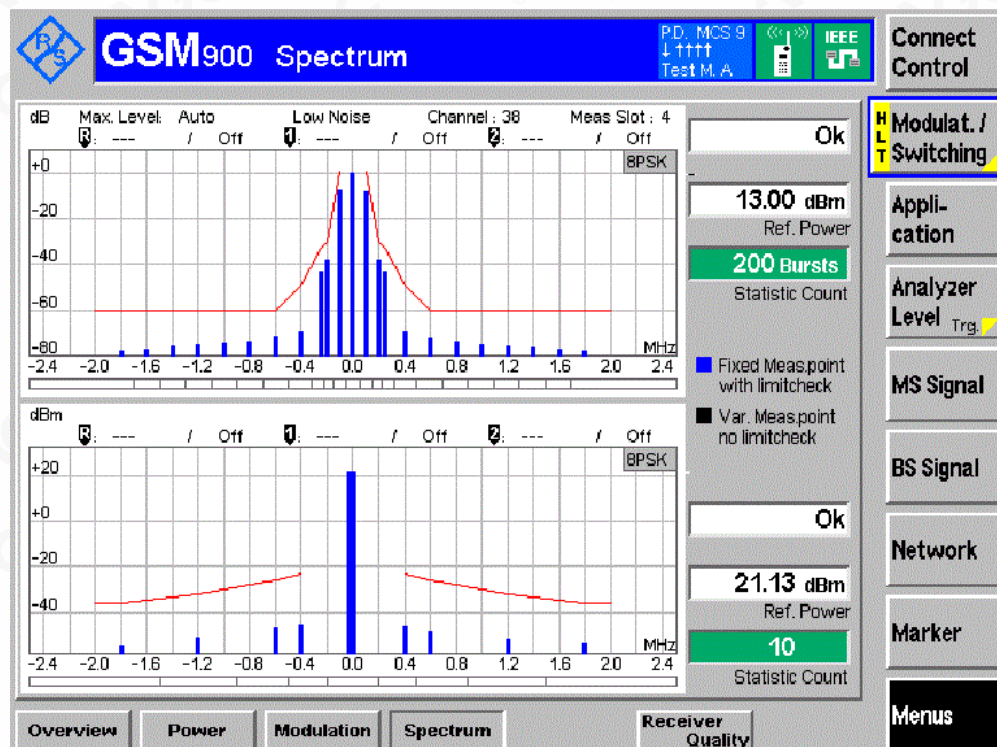 R/S
GSM900 Spectrum
P.D. MCS 9
↓ ↑↑↑↑
Test M. A
IEEE
Connect
Control
H L T
Modulat. /
Switching
Appli-
cation
Analyzer
Level Trg.
MS Signal
BS Signal
Network
Marker
Menus
dB Max. Level: Auto Low Noise Channel : 38 Meas Slot : 4
R: --- / Off 1: --- / Off 2: --- / Off
8PSK
+0
-20
-40
-60
-80
MHz
-2.4 -2.0 -1.6 -1.2 -0.8 -0.4 0.0 0.4 0.8 1.2 1.6 2.0 2.4
Ok
13.00 dBm
Ref. Power
200 Bursts
Statistic Count
Fixed Meas.point
with limitcheck
Var. Meas.point
no limitcheck
dBm
R: --- / Off 1: --- / Off 2: --- / Off
8PSK
+20
+0
-20
-40
MHz
-2.4 -2.0 -1.6 -1.2 -0.8 -0.4 0.0 0.4 0.8 1.2 1.6 2.0 2.4
Ok
21.13 dBm
Ref. Power
10
Statistic Count
Overview
Power
Modulation
Spectrum
Receiver
Quality